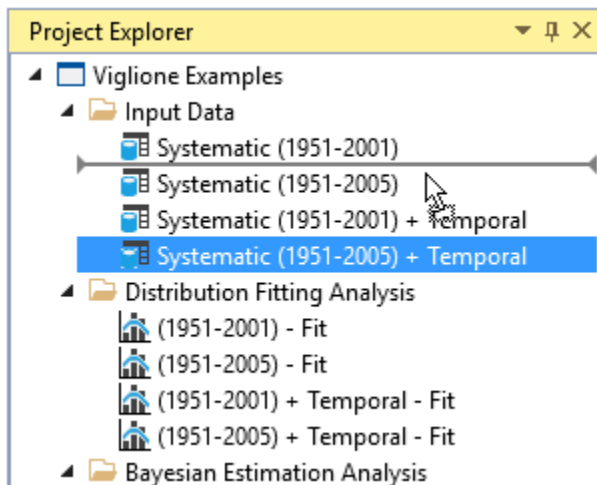 Project Explorer
Viglione Examples
Input Data
Systematic (1951-2001)
Systematic (1951-2005)
Systematic (1951-2001) + Temporal
Systematic (1951-2005) + Temporal
Distribution Fitting Analysis
(1951-2001) - Fit
(1951-2005) - Fit
(1951-2001) + Temporal - Fit
(1951-2005) + Temporal - Fit
Bayesian Estimation Analysis